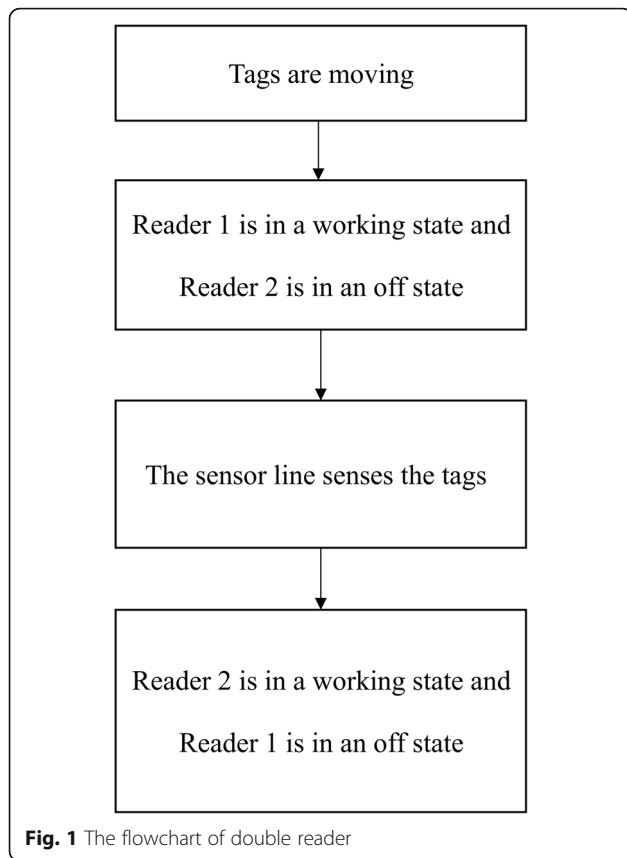 Tags are moving
Reader 1 is in a working state and
Reader 2 is in an off state
The sensor line senses the tags
Reader 2 is in a working state and
Reader 1 is in an off state
Fig. 1 The flowchart of double reader